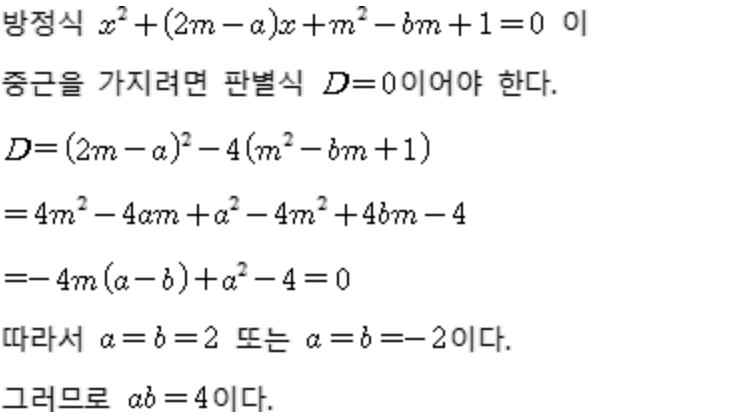 방정식 x²+(2m−a)x+m²−bm+1=0 이
중근을 가지려면 판별식 D=0이어야 한다.
D=(2m−a)²−4(m²−bm+1)
=4m²−4am+a²−4m²+4bm−4
=−4m(a−b)+a²−4=0
따라서 a=b=2 또는 a=b=−2이다.
그러므로 ab=4이다.